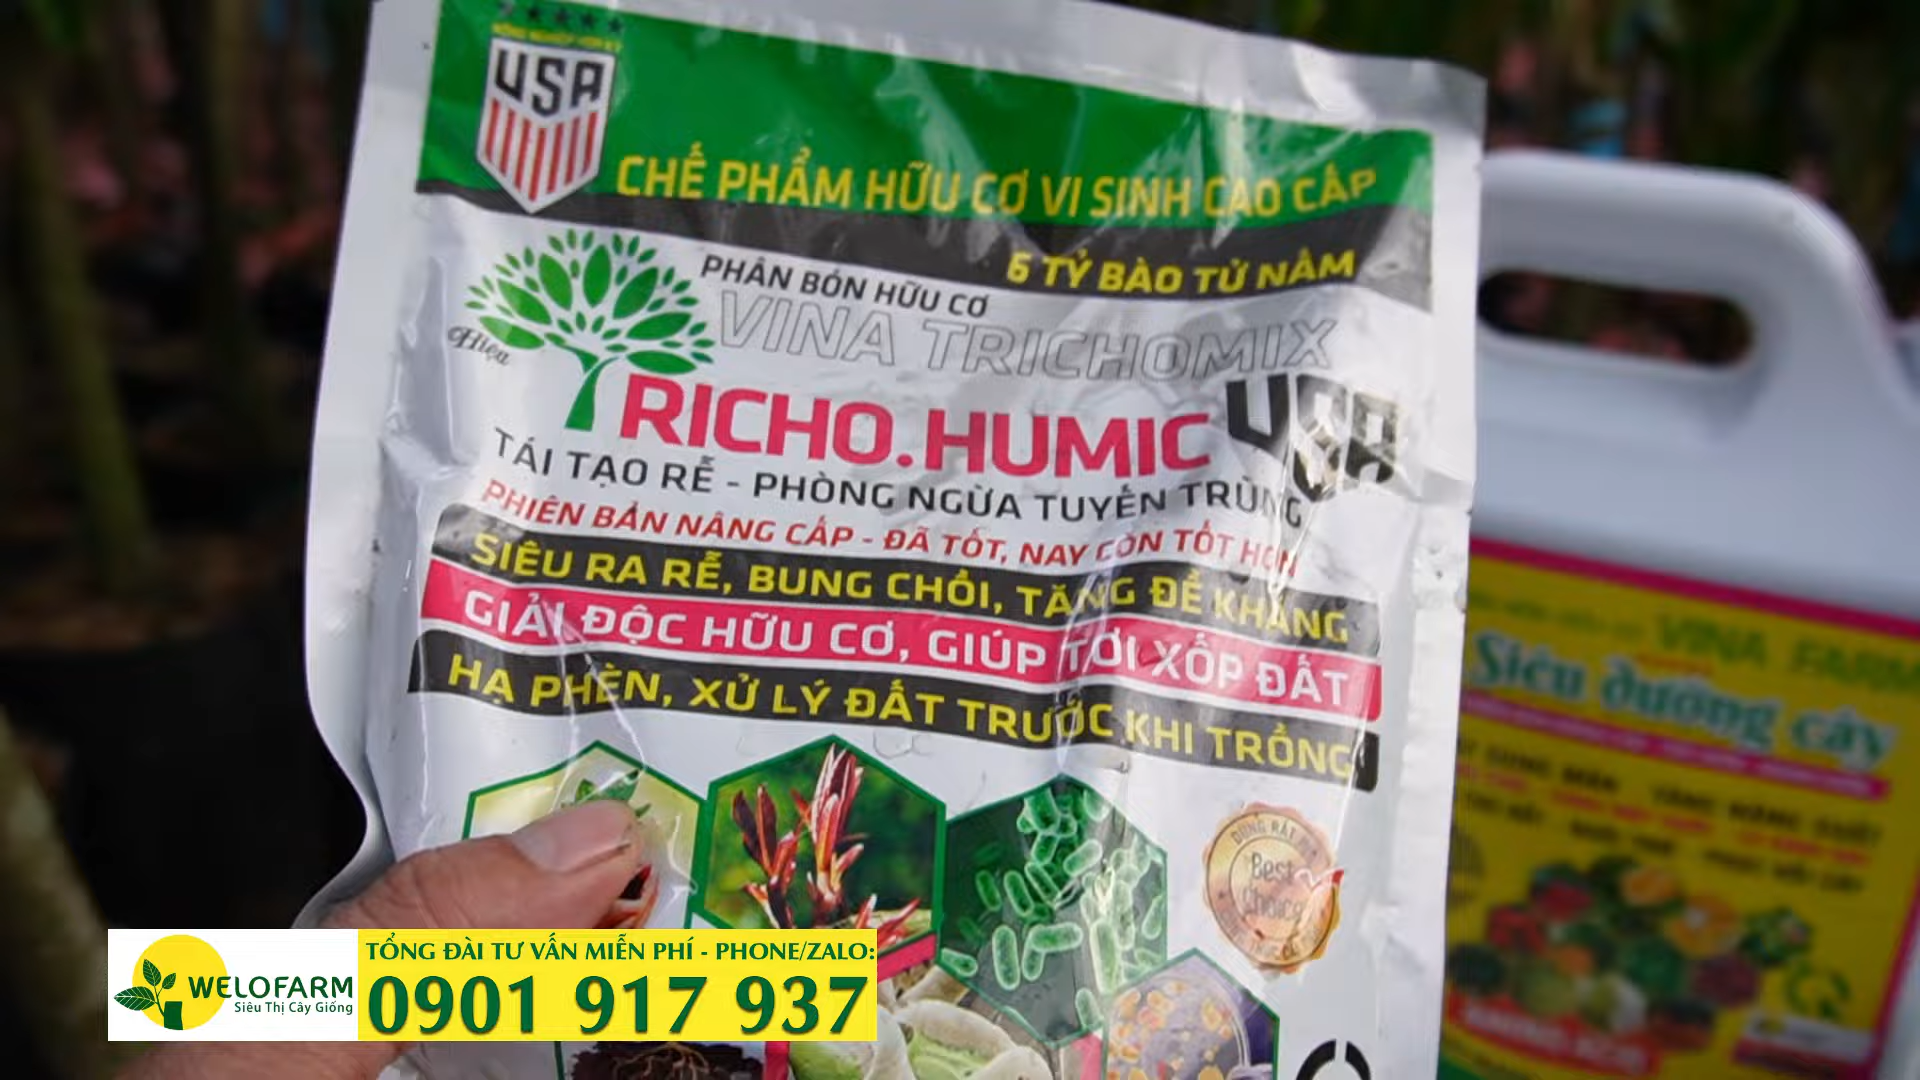 USA
CHẾ PHẨM HỮU CƠ VI SINH CAO CẤP
6 TỶ BÀO TỬ NẤM
PHÂN BÓN HỮU CƠ
VINA TRICHOMIX
Hiệu
TRICHO.HUMIC USA
TÁI TẠO RỄ - PHÒNG NGỪA TUYẾN TRÙNG
PHIÊN BẢN NÂNG CẤP - ĐÃ TỐT, NAY CÒN TỐT HƠN
SIÊU RA RỄ, BUNG CHỒI, TĂNG ĐỀ KHÁNG
GIẢI ĐỘC HỮU CƠ, GIÚP TƠI XỐP ĐẤT
HẠ PHÈN, XỬ LÝ ĐẤT TRƯỚC KHI TRỒNG
Best
Choice
VINA FARM
Siêu dưỡng cây
WELOFARM
Siêu Thị Cây Giống
TỔNG ĐÀI TƯ VẤN MIỄN PHÍ - PHONE/ZALO:
0901 917 937